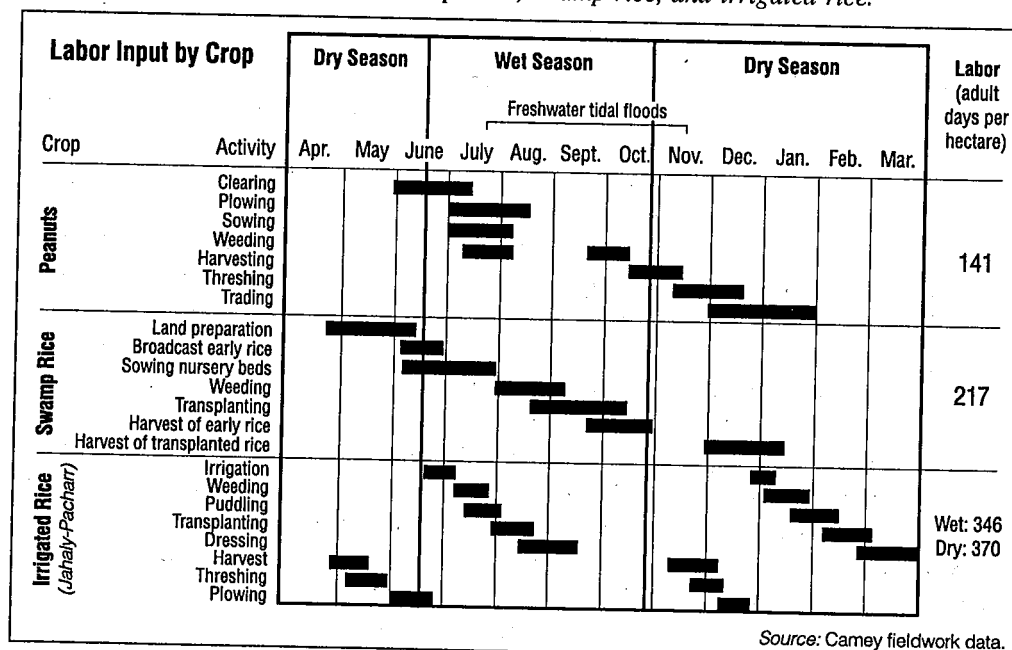 and irrigated rice.
Labor Input by Crop
Dry Season Wet Season Dry Season
Labor
(adult
days per
hectare)
Freshwater tidal floods
Crop Activity Apr. May June July Aug. Sept. Oct. Nov. Dec. Jan. Feb. Mar.
Peanuts
Clearing
Plowing
Sowing
Weeding
Harvesting
Threshing
Trading
141
Swamp Rice
Land preparation
Broadcast early rice
Sowing nursery beds
Weeding
Transplanting
Harvest of early rice
Harvest of transplanted rice
217
Irrigated Rice
(Jahaly-Pacharr)
Irrigation
Weeding
Puddling
Transplanting
Dressing
Harvest
Threshing
Plowing
Wet: 346
Dry: 370
Source: Carney fieldwork data.